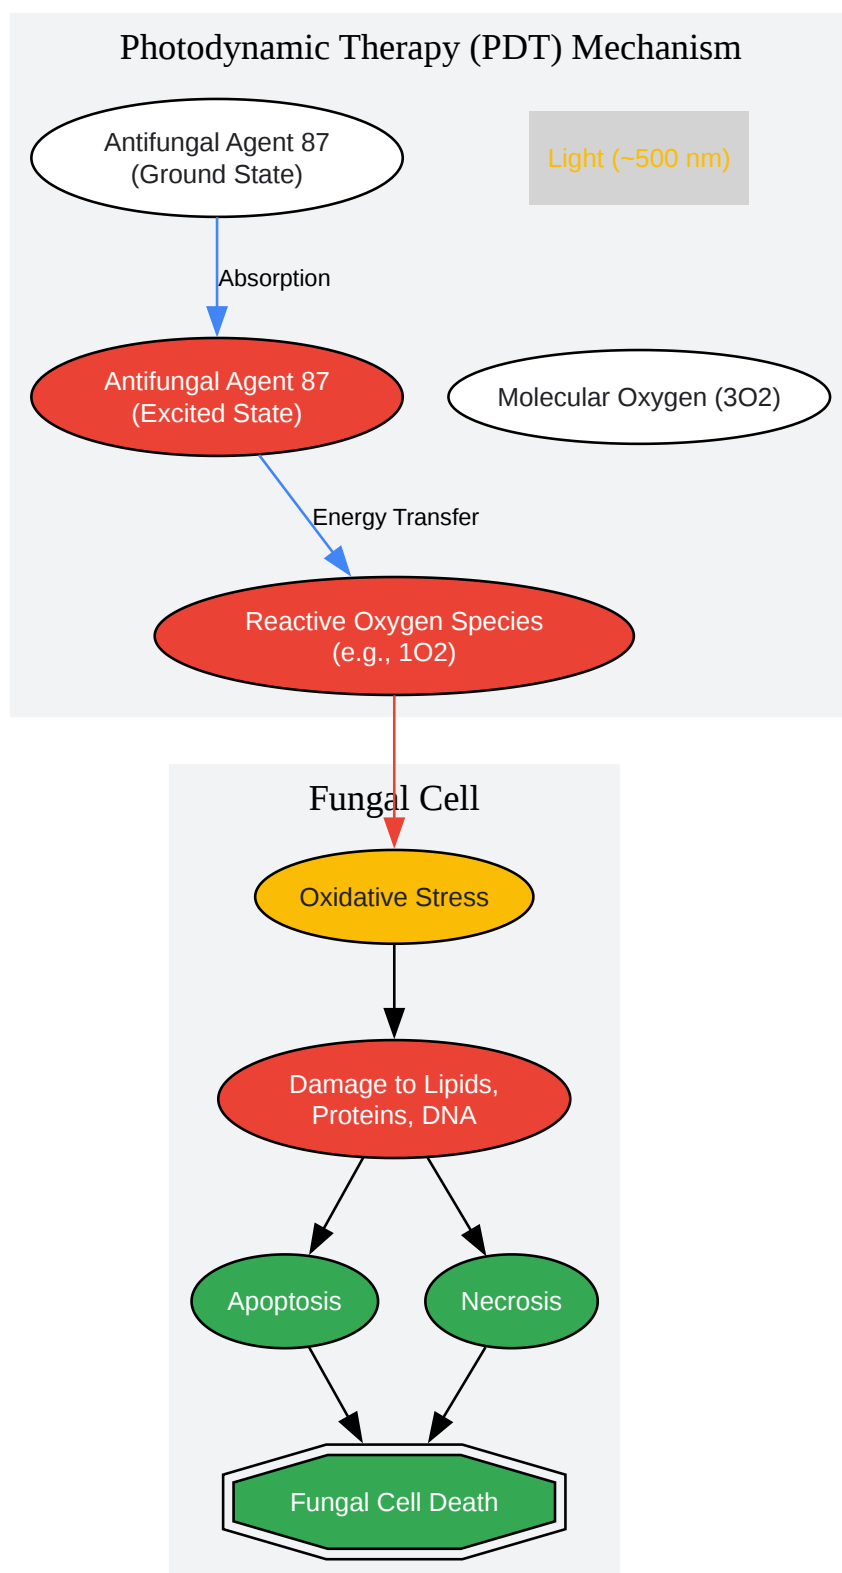 Photodynamic Therapy (PDT) Mechanism
Antifungal Agent 87
(Ground State)
Light (~500 nm)
Absorption
Antifungal Agent 87
(Excited State)
Molecular Oxygen (3O2)
Energy Transfer
Reactive Oxygen Species
(e.g., 1O2)
Fungal Cell
Oxidative Stress
Damage to Lipids,
Proteins, DNA
Apoptosis
Necrosis
Fungal Cell Death